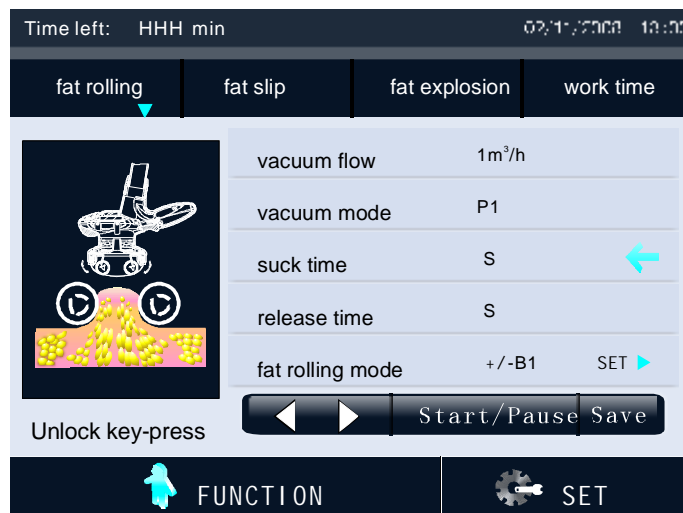 Time left: HHH min
fat rolling fat slip fat explosion work time
vacuum flow 1m³/h
vacuum mode P1
suck time S
release time S
fat rolling mode +/-B1 SET
Unlock key-press
Start/Pause Save
FUNCTION SET